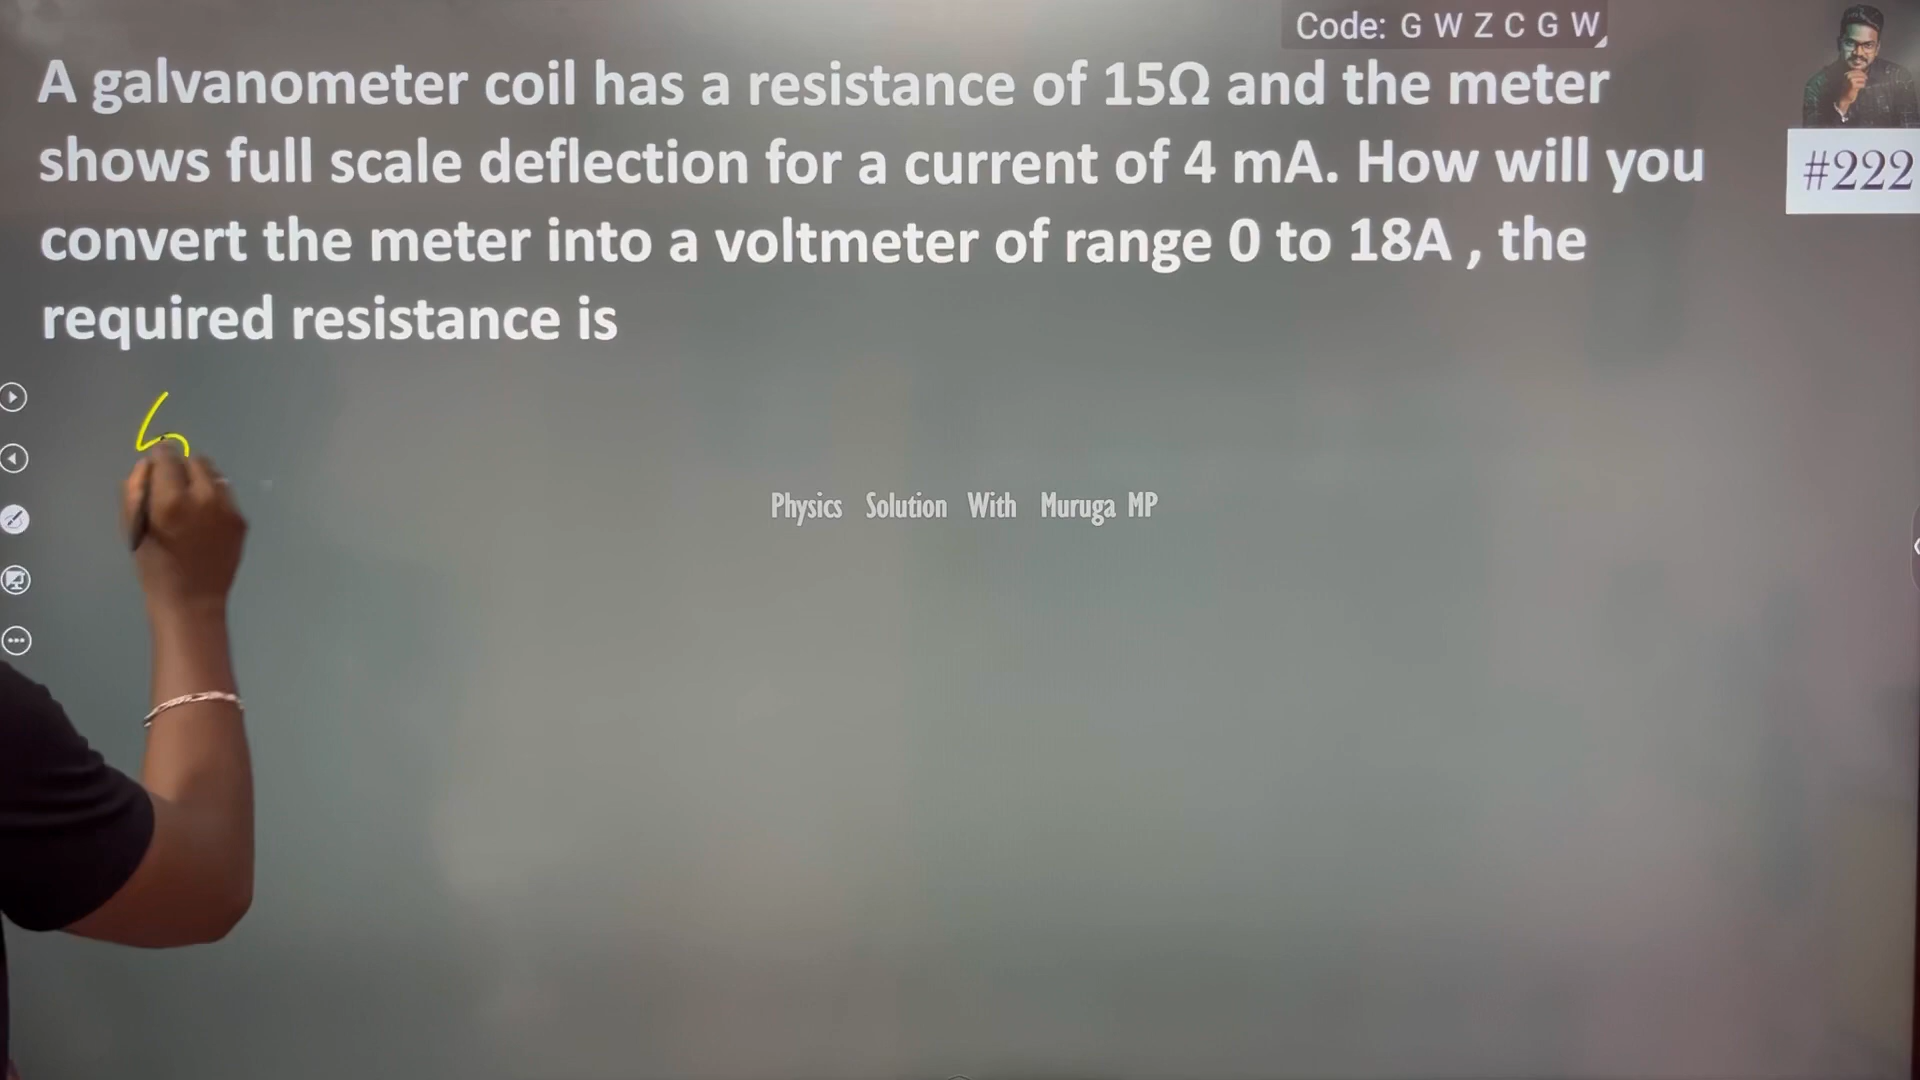 Code: G W Z C G W
A galvanometer coil has a resistance of 15Ω and the meter
shows full scale deflection for a current of 4 mA. How will you
#222
convert the meter into a voltmeter of range 0 to 18A , the
required resistance is
Physics Solution With Muruga MP